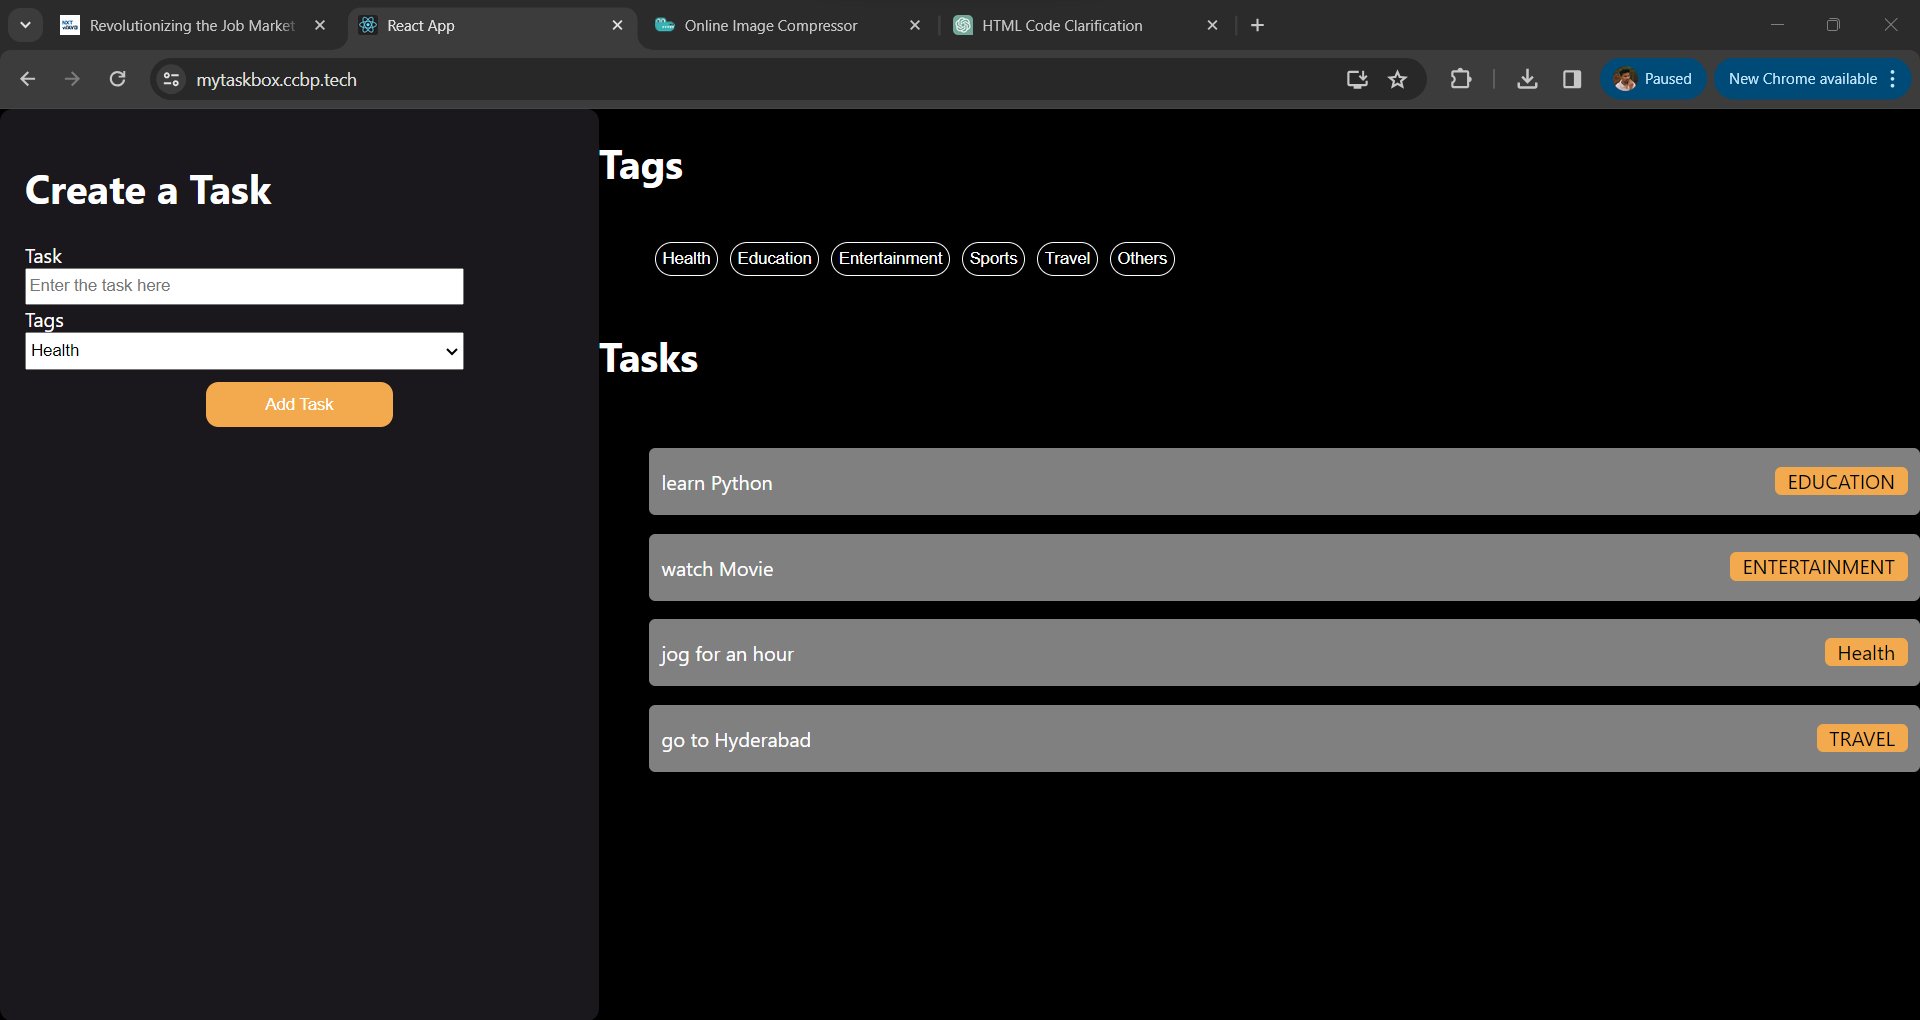 Revolutionizing the Job Market
React App
Online Image Compressor
HTML Code Clarification
mytaskbox.ccbp.tech
Paused
New Chrome available
Create a Task
Task
Enter the task here
Tags
Health
Add Task
Tags
Health Education Entertainment Sports Travel Others
Tasks
learn Python EDUCATION
watch Movie ENTERTAINMENT
jog for an hour Health
go to Hyderabad TRAVEL